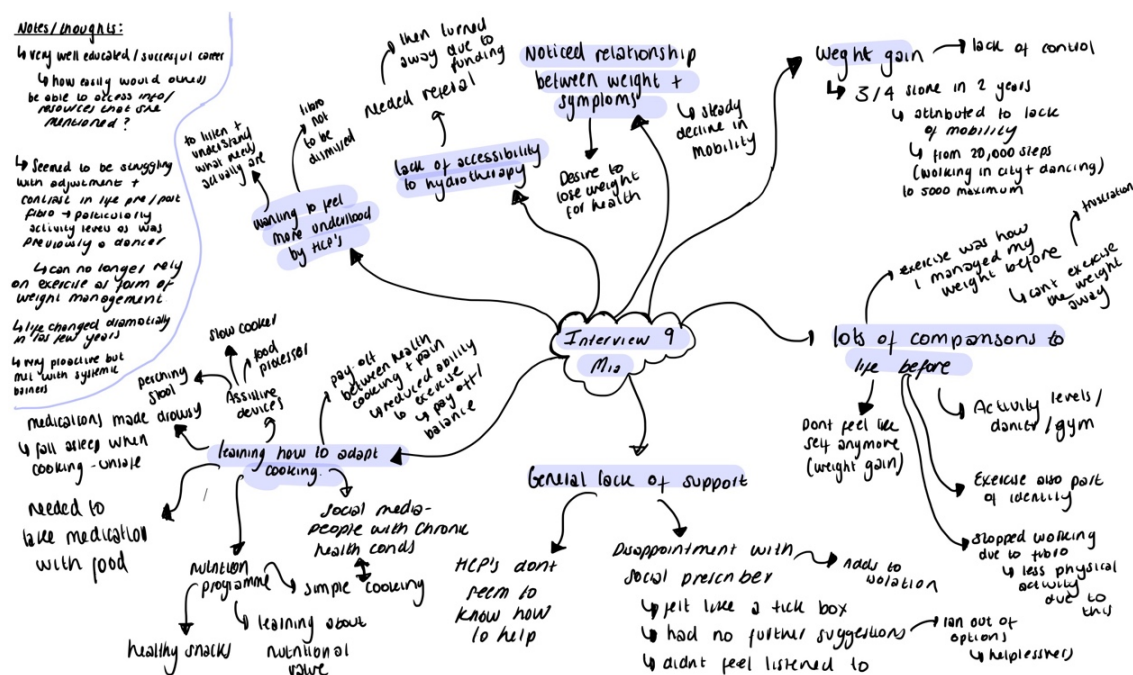 Notes/thoughts:
↳ very well educated/succesful career
↳ how easily would others
be able to access info/
resources that she
mentioned?
↳ Seemed to be struggling
with adjustment +
contrast in life pre/post
fibro → particularly
activity levels as was
previously a dancer
↳ can no longer rely
on exercise as form of
weight management
↳ life changed dramatically
in last few years
↳ very proactive but
met with systemic
barriers
Interview 9
Mia
wanting to feel
more understood
by HCP's
to listen +
understand
what needs
actually are
fibro
not
to be
dismissed
lack of accessibility
to hydrotherapy
needed referal
then turned
away due to
funding
Noticed relationship
between weight +
symptoms
Desire to
lose weight
for health
↳ steady
decline in
mobility
Weight gain
lack of control
↳ 3/4 stone in 2 years
↳ attributed to lack
of mobility
↳ from 20,000 steps
(working in city + dancing)
to 5000 maximum
lots of comparisons to
life before
exercise was how
I managed my
weight before
frustration
↳ cant exercise
the weight
away
Dont feel like
self anymore
(weight gain)
Activity levels/
dance/gym
Exercise also part
of identity
stopped working
due to fibro
↳ less physical
activity
due to
this
General lack of support
HCP's dont
seem to
know how
to help
Disappointment with
social prescriber
Adds to
isolation
↳ felt like a tick box
↳ had no further suggestions
ran out of
options
↳ helplessness
↳ didnt feel listened to
learning how to adapt
cooking.
pay-off
between health
cooking + pain
↳ reduced ability
to exercise
↳ pay off/
balance
Assistive
devices
slow cooker
food
processor
perching
stool
medications made drowsy
↳ fall asleep when
cooking - unsafe
needed to
take medication
with food
nutrition
programme
healthy snacks
↳ learning about
nutritional
value
simple cooking
social media -
people with chronic
health conds